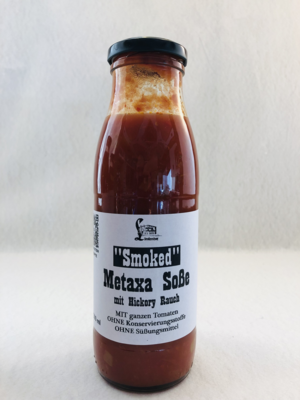 "Smoked"
Metaxa Soße
mit Hickory Rauch
MIT ganzen Tomaten
OHNE Konservierungsstoffe
OHNE Süßungsmittel